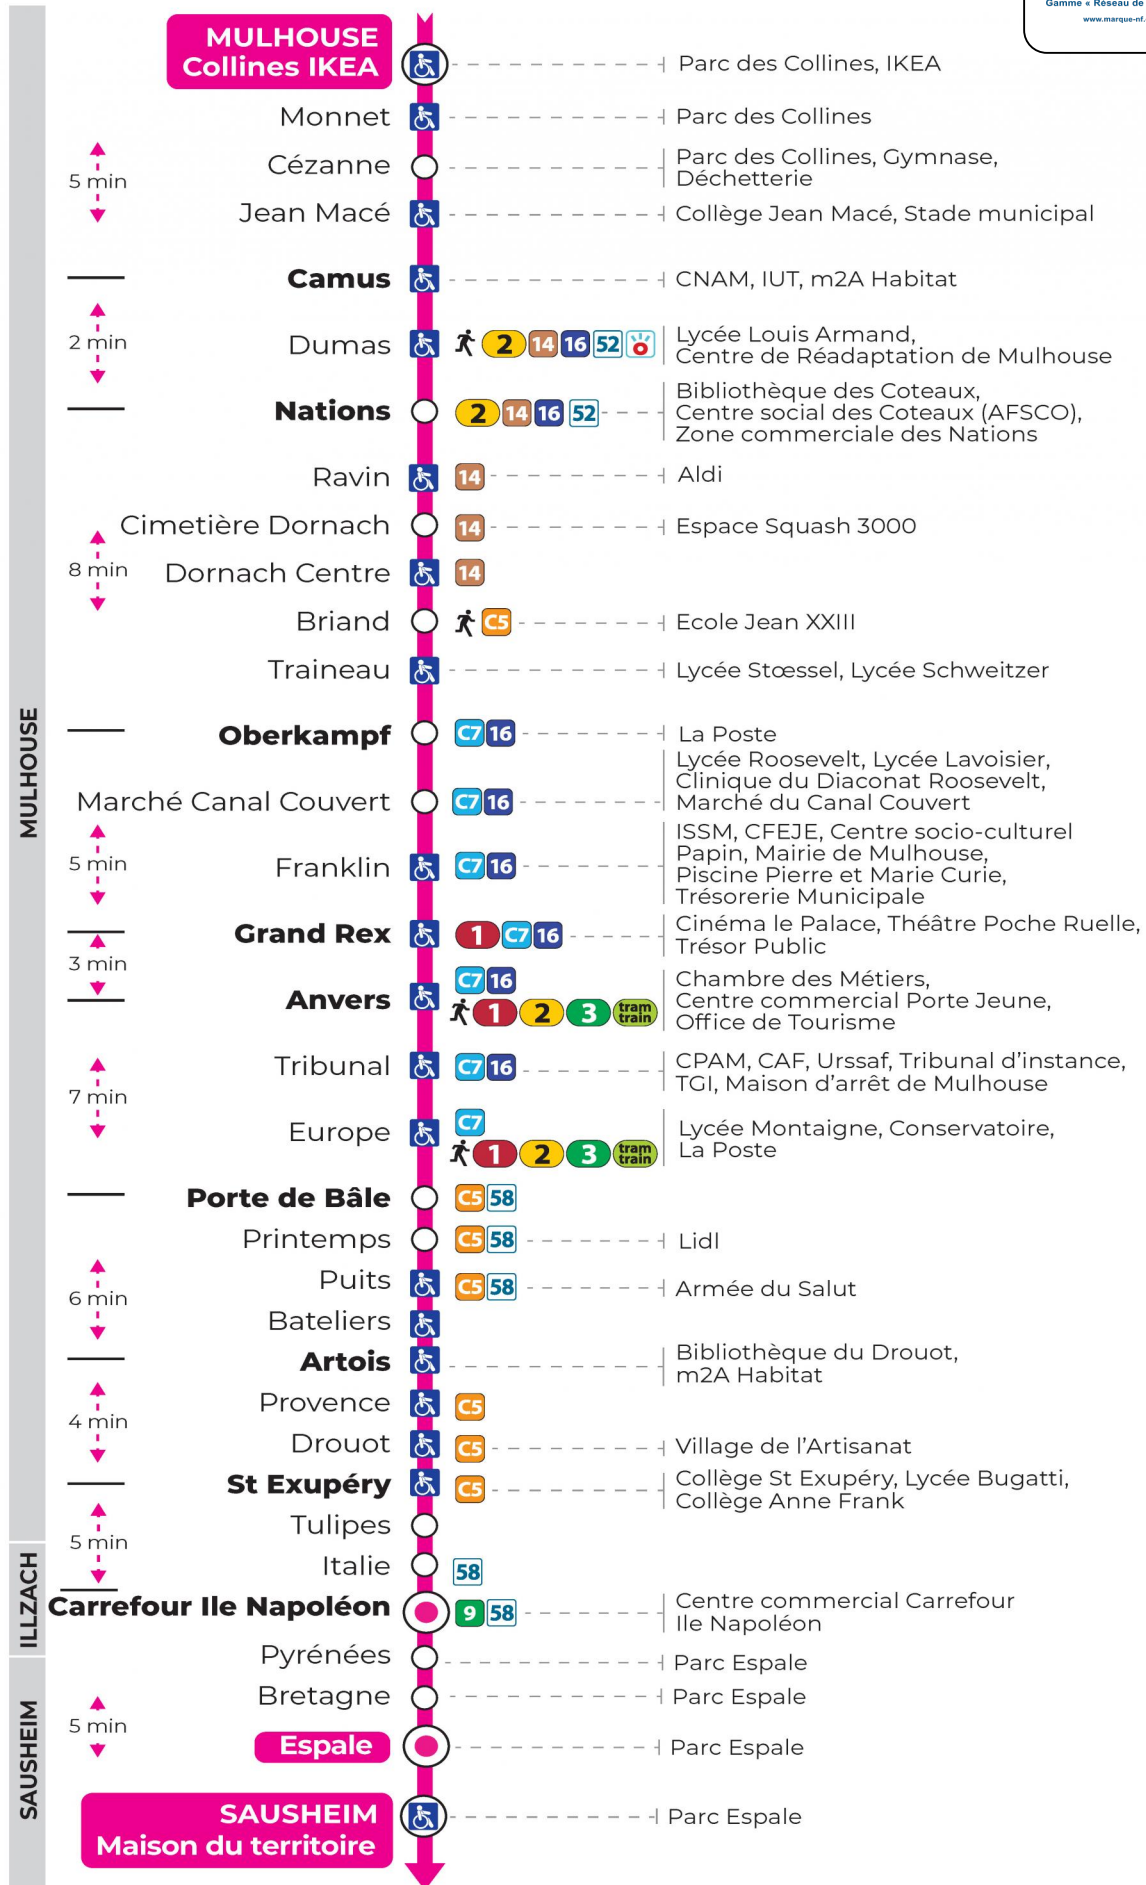 Gamme « Réseau de
www.marque-nf.
MULHOUSE
Collines IKEA
Parc des Collines, IKEA
Monnet
Parc des Collines
5 min
Cézanne
Parc des Collines, Gymnase,
Déchetterie
Jean Macé
Collège Jean Macé, Stade municipal
Camus
CNAM, IUT, m2A Habitat
2 min
Dumas
2 14 16 52
Lycée Louis Armand,
Centre de Réadaptation de Mulhouse
Nations
2 14 16 52
Bibliothèque des Coteaux,
Centre social des Coteaux (AFSCO),
Zone commerciale des Nations
Ravin
14
Aldi
Cimetière Dornach
14
Espace Squash 3000
8 min
Dornach Centre
14
Briand
C5
Ecole Jean XXIII
Traineau
Lycée Stœssel, Lycée Schweitzer
MULHOUSE
Oberkampf
C7 16
La Poste
Marché Canal Couvert
C7 16
Lycée Roosevelt, Lycée Lavoisier,
Clinique du Diaconat Roosevelt,
Marché du Canal Couvert
5 min
Franklin
C7 16
ISSM, CFEJE, Centre socio-culturel
Papin, Mairie de Mulhouse,
Piscine Pierre et Marie Curie,
Trésorerie Municipale
Grand Rex
1 C7 16
Cinéma le Palace, Théâtre Poche Ruelle,
Trésor Public
3 min
Anvers
C7 16
1 2 3 tram train
Chambre des Métiers,
Centre commercial Porte Jeune,
Office de Tourisme
Tribunal
C7 16
CPAM, CAF, Urssaf, Tribunal d'instance,
TGI, Maison d'arrêt de Mulhouse
7 min
Europe
C7
1 2 3 tram train
Lycée Montaigne, Conservatoire,
La Poste
Porte de Bâle
C5 58
Printemps
C5 58
Lidl
6 min
Puits
C5 58
Armée du Salut
Bateliers
Artois
Bibliothèque du Drouot,
m2A Habitat
Provence
C5
4 min
Drouot
C5
Village de l'Artisanat
St Exupéry
C5
Collège St Exupéry, Lycée Bugatti,
Collège Anne Frank
Tulipes
5 min
Italie
58
ILLZACH
Carrefour Ile Napoléon
9 58
Centre commercial Carrefour
Ile Napoléon
Pyrénées
Parc Espale
Bretagne
Parc Espale
5 min
SAUSHEIM
Espale
Parc Espale
SAUSHEIM
Maison du territoire
Parc Espale